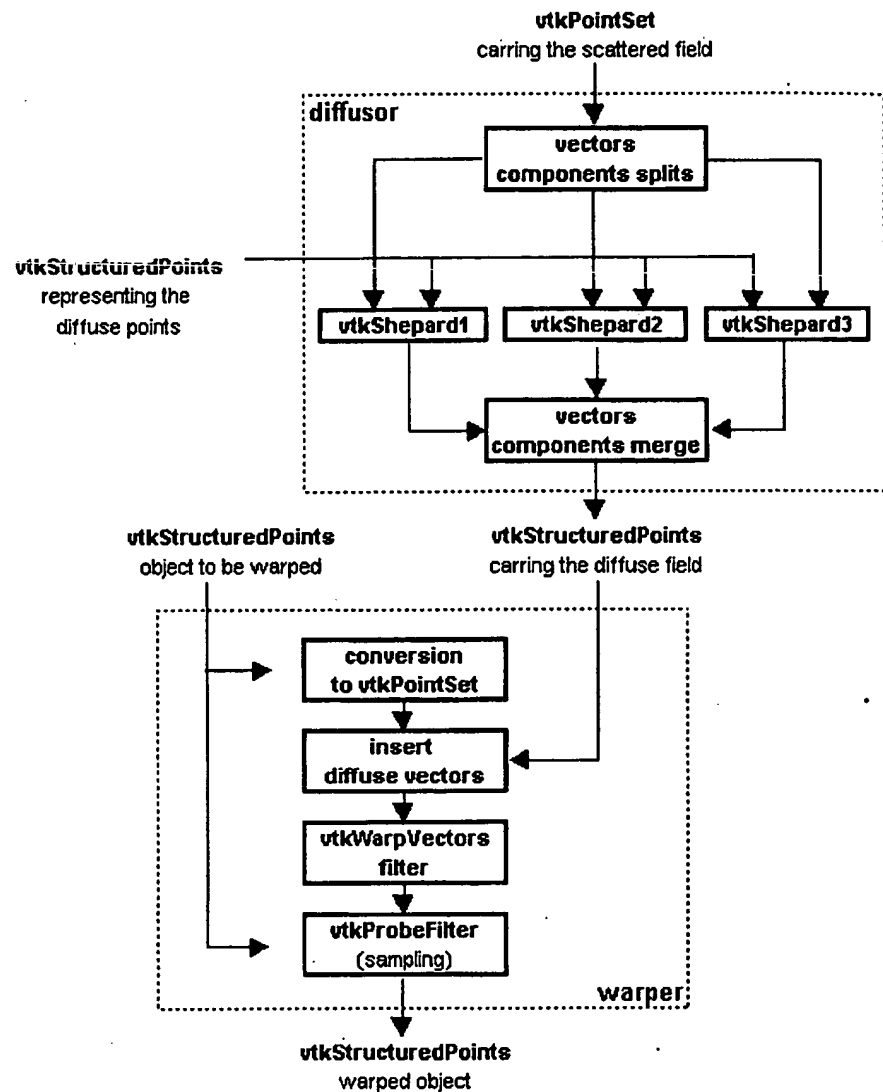 vtkPointSet
carring the scattered field
diffusor
vectors
components splits
vtkStructuredPoints
representing the
diffuse points
vtkShepard1
vtkShepard2
vtkShepard3
vectors
components merge
vtkStructuredPoints
object to be warped
vtkStructuredPoints
carring the diffuse field
conversion
to vtkPointSet
insert
diffuse vectors
vtkWarpVectors
filter
vtkProbeFilter
(sampling)
warper
vtkStructuredPoints
warped object